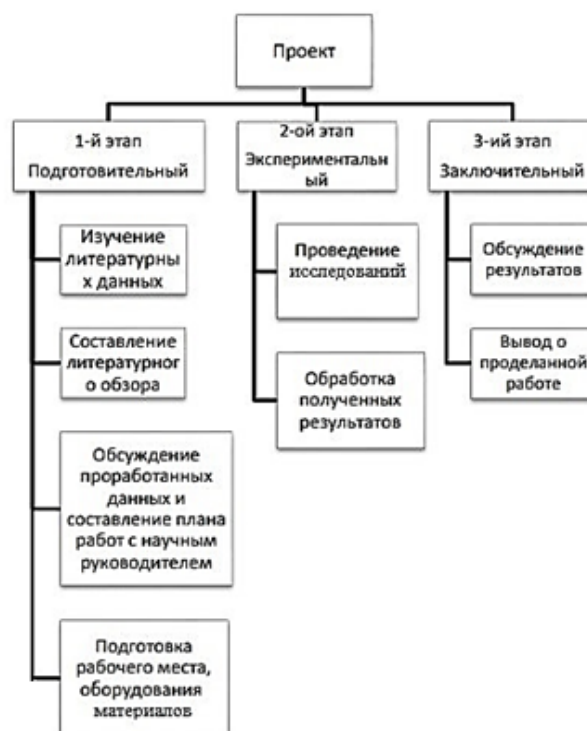 Проект
1-й этап
Подготовительный
Изучение
литературны
х данных
Составление
литературног
о обзора
Обсуждение
проработанных
данных и
составление плана
работ с научным
руководителем
Подготовка
рабочего места,
оборудования
материалов
2-ой этап
Экспериментальн
ый
Проведение
исследований
Обработка
полученных
результатов
3-ий этап
Заключительный
Обсуждение
результатов
Вывод о
проделанной
работе